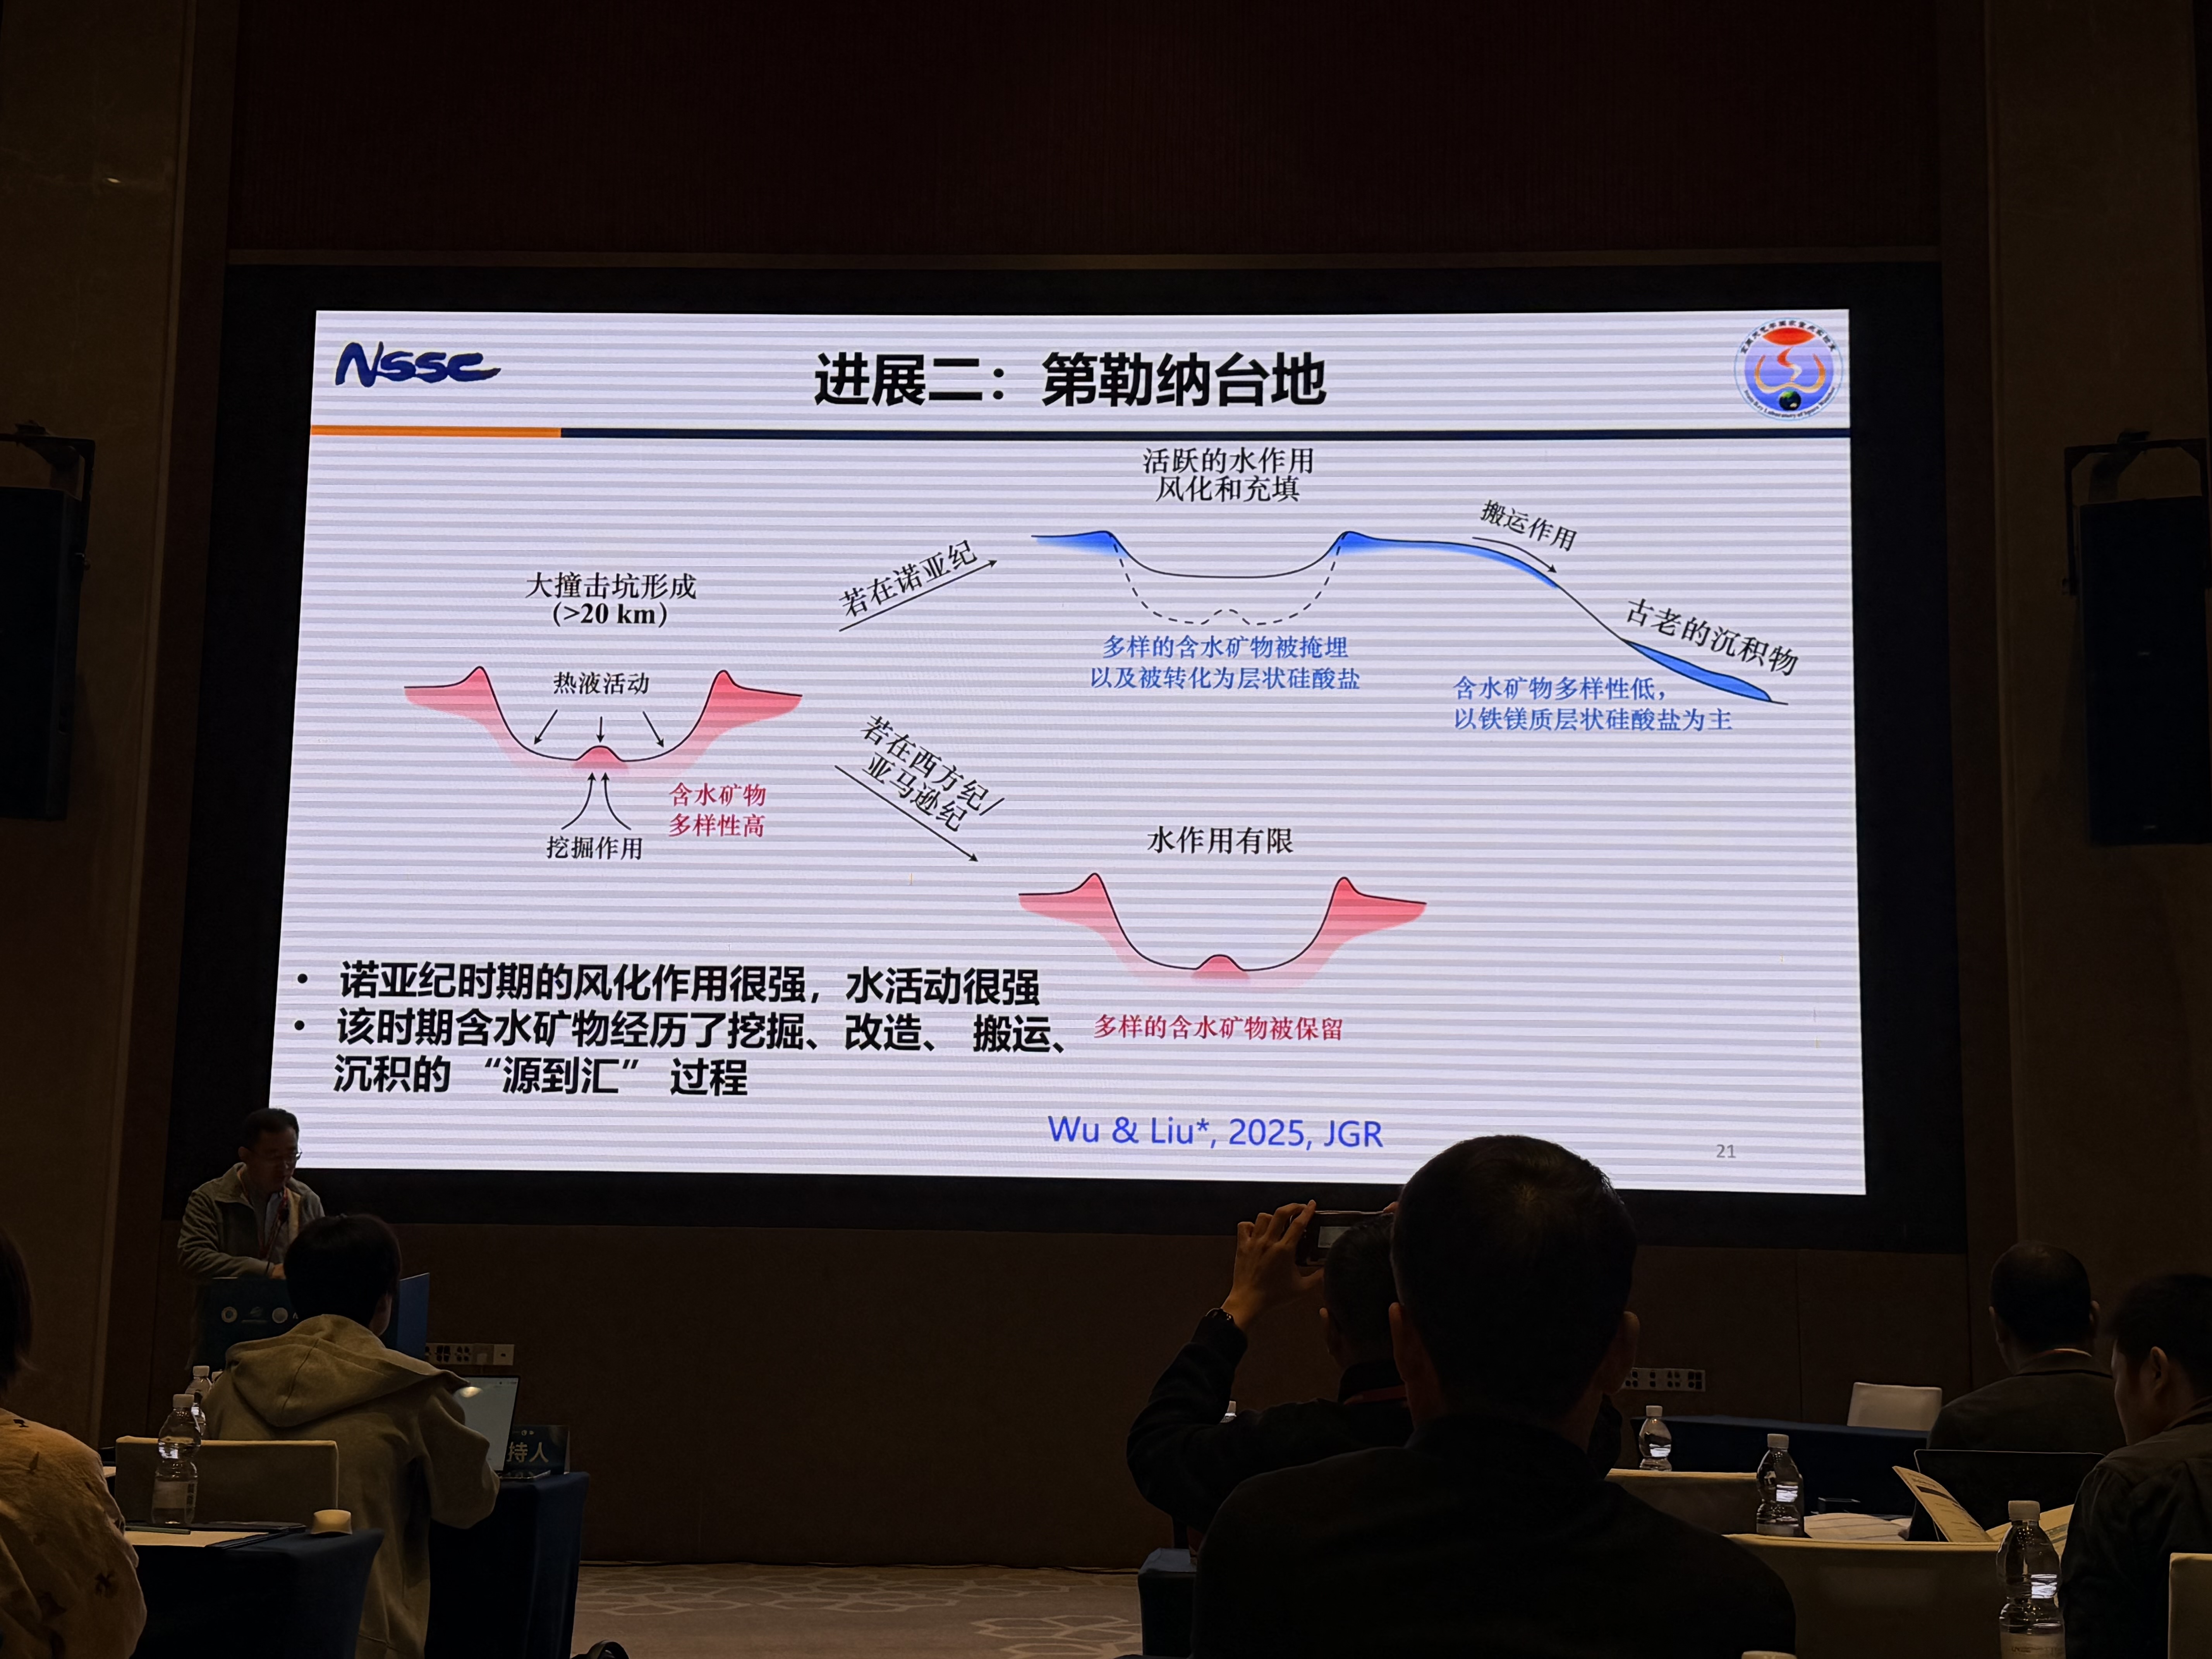 NSSC
进展二：第勒纳台地
活跃的水作用
风化和充填
搬运作用
若在诺亚纪
大撞击坑形成
(>20 km)
古老的沉积物
热液活动
多样的含水矿物被掩埋
以及被转化为层状硅酸盐
含水矿物多样性低，
以铁镁质层状硅酸盐为主
若在西方纪/
亚马逊纪
含水矿物
多样性高
挖掘作用
水作用有限
多样的含水矿物被保留
• 诺亚纪时期的风化作用很强，水活动很强
• 该时期含水矿物经历了挖掘、改造、 搬运、
沉积的 “源到汇” 过程
Wu & Liu*, 2025, JGR
21
持人